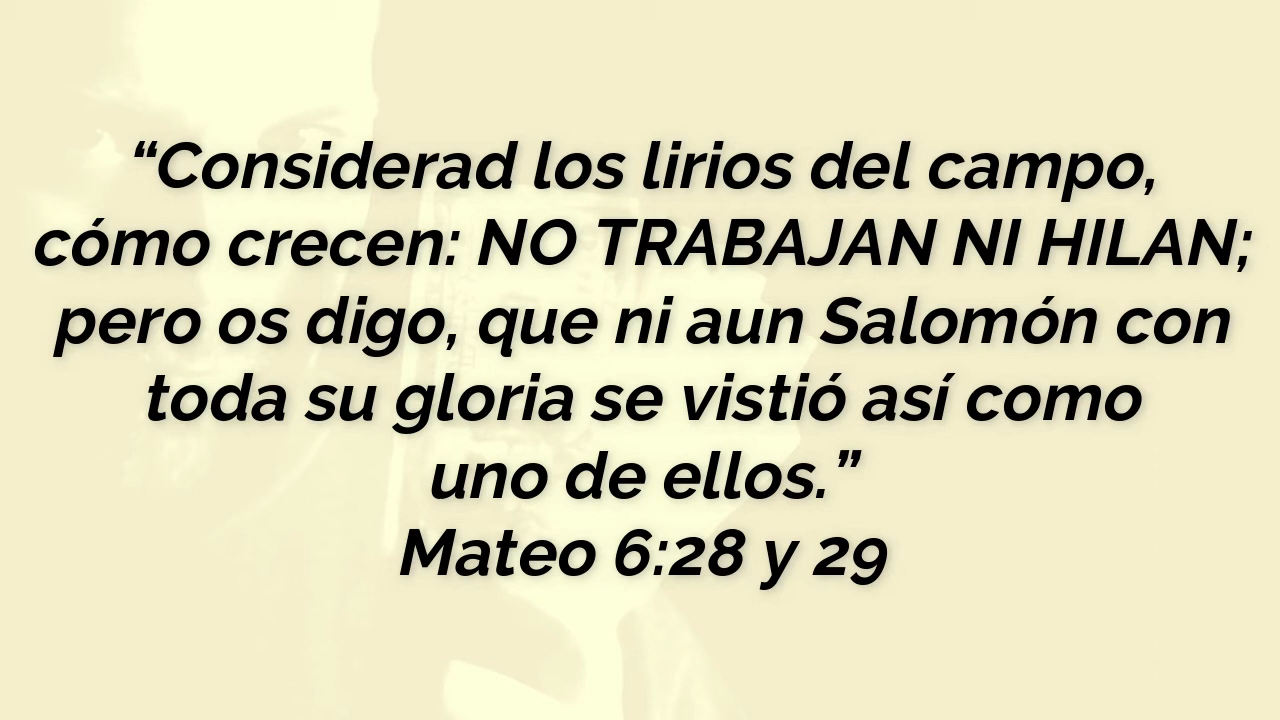 “Considerad los lirios del campo,
cómo crecen: NO TRABAJAN NI HILAN;
pero os digo, que ni aun Salomón con
toda su gloria se vistió así como
uno de ellos.”
Mateo 6:28 y 29